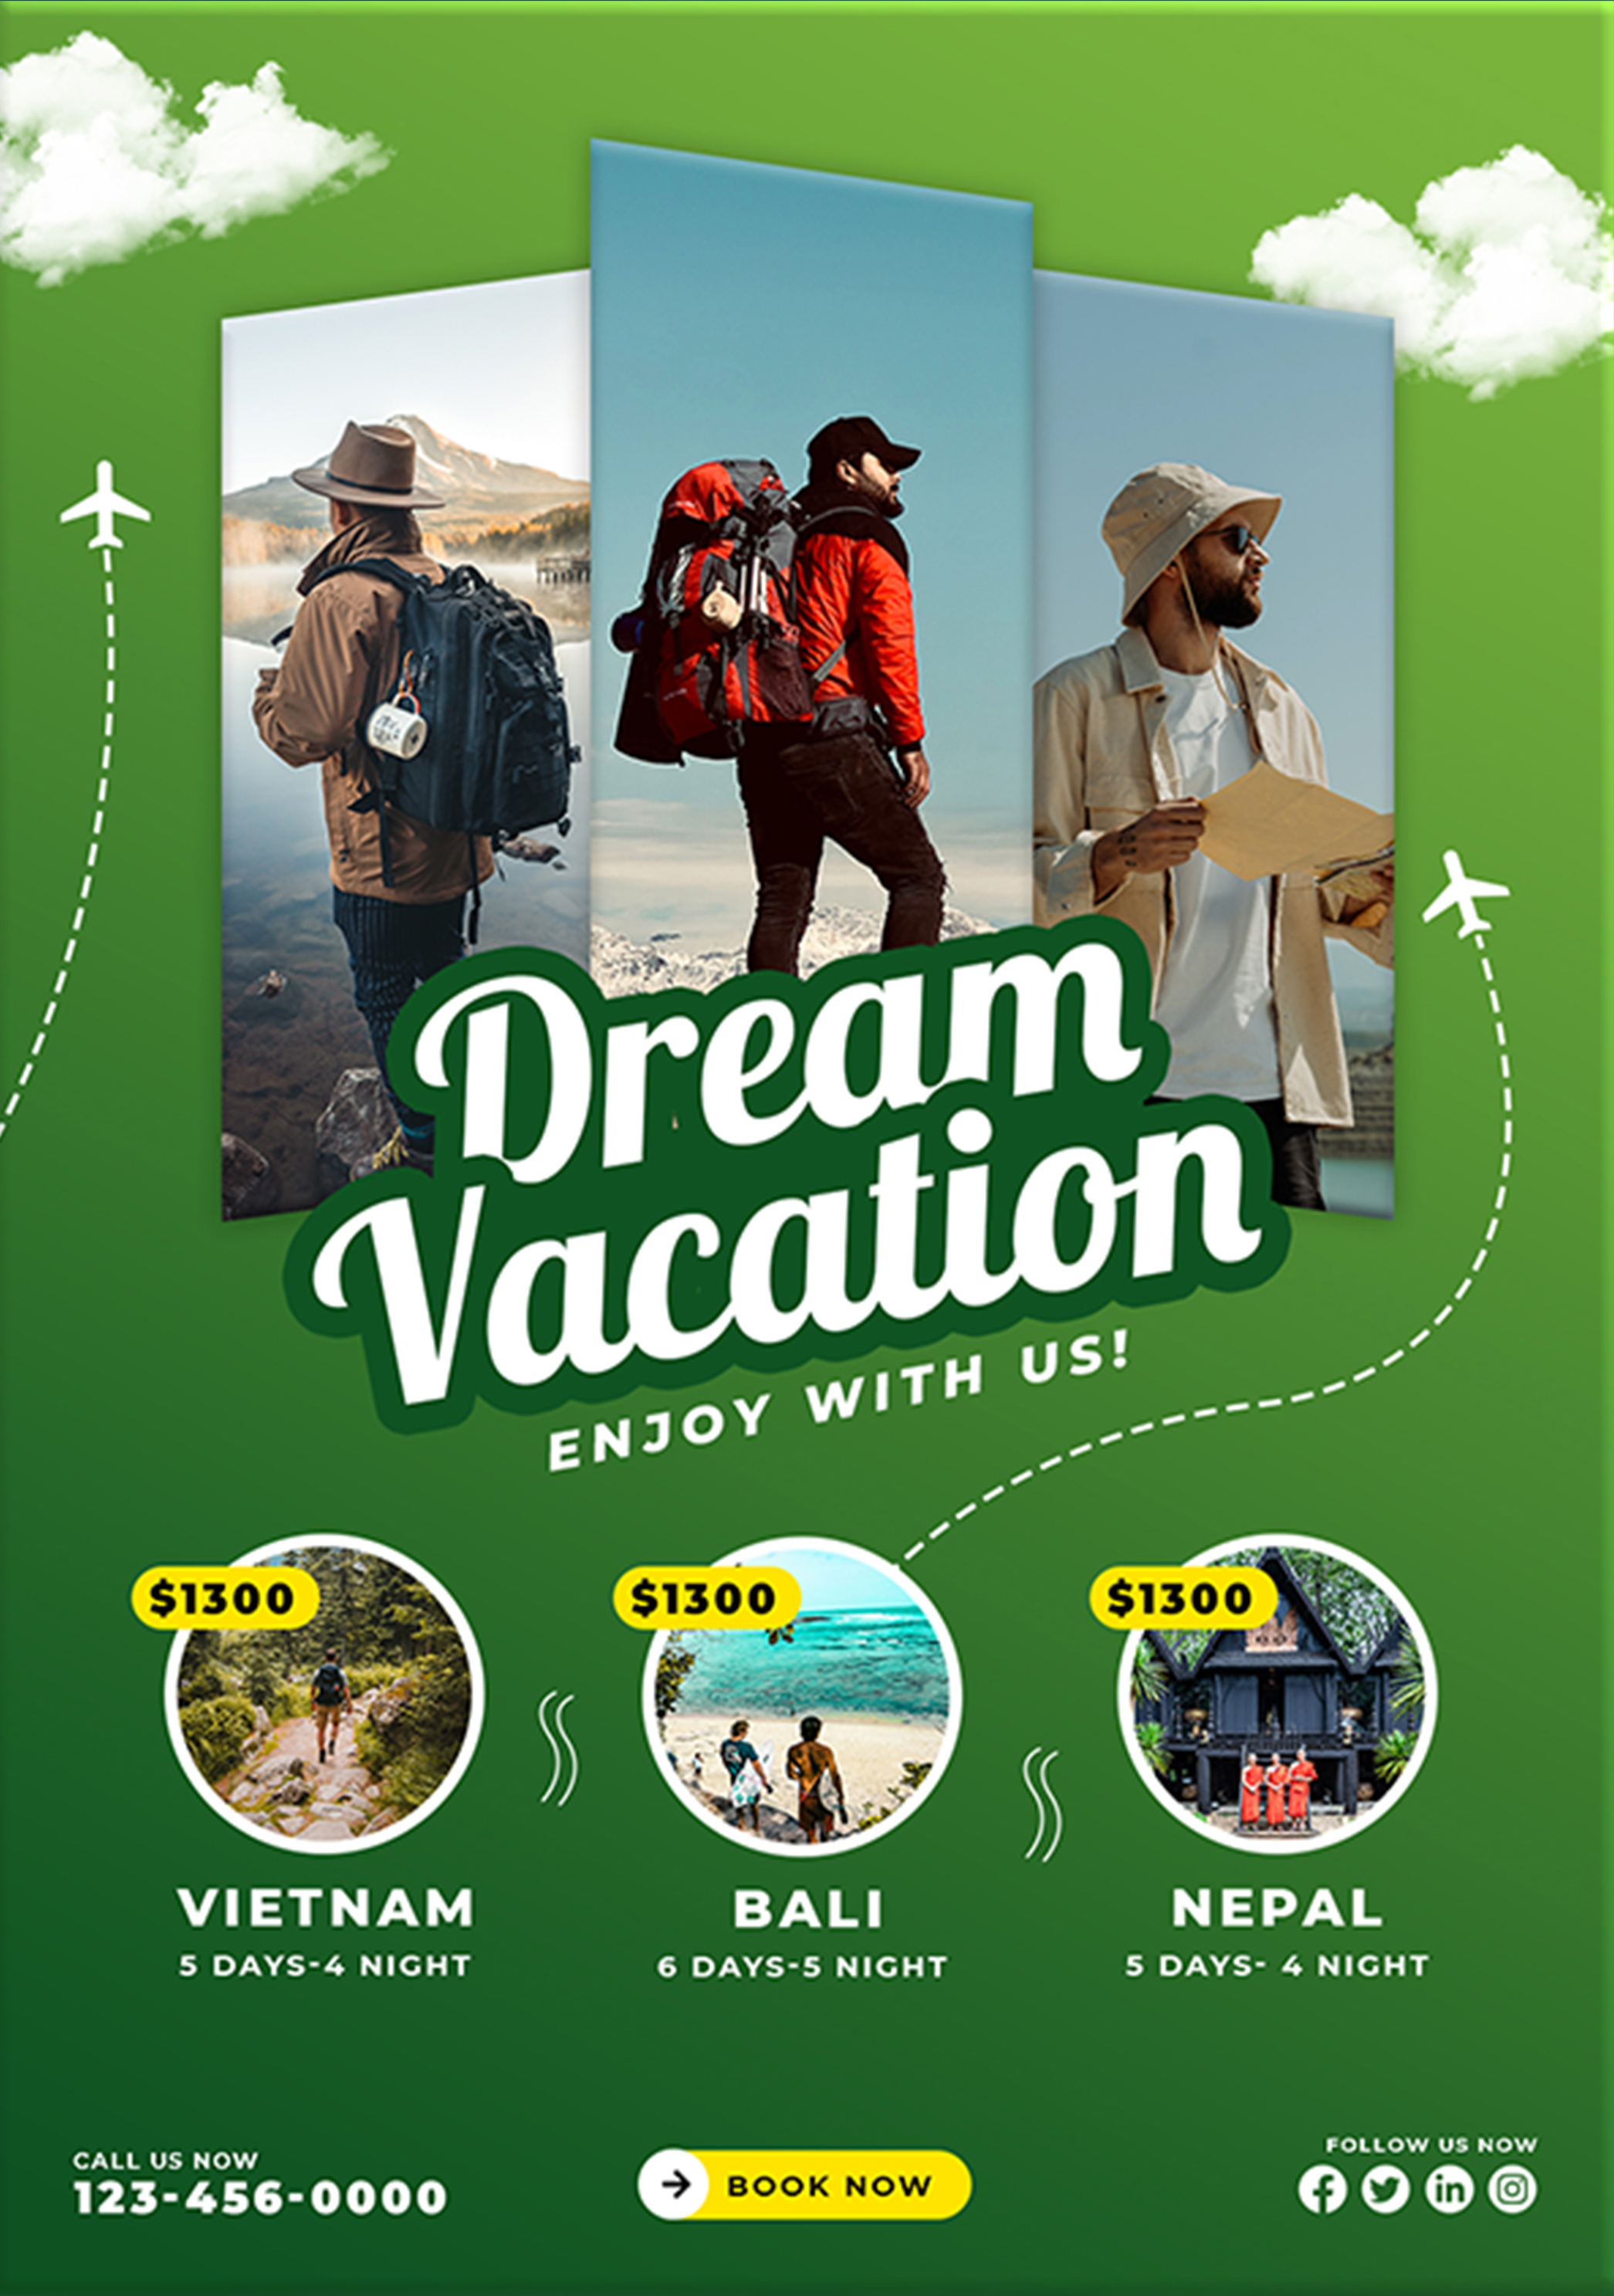 Dream
Vacation
ENJOY WITH US!
$1300
$1300
$1300
VIETNAM
BALI
NEPAL
5 DAYS-4 NIGHT
6 DAYS-5 NIGHT
5 DAYS- 4 NIGHT
CALL US NOW
123-456-0000
BOOK NOW
FOLLOW US NOW